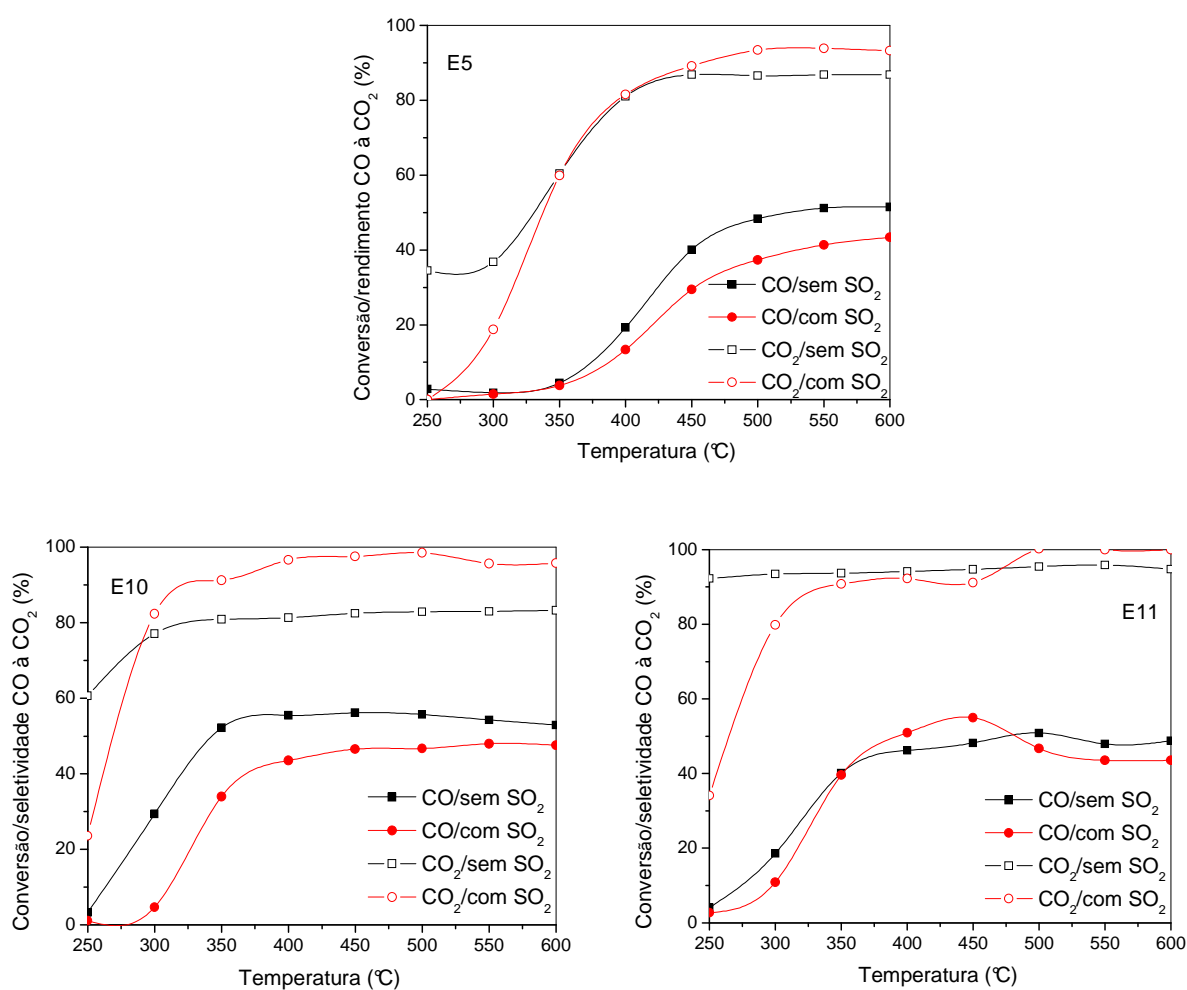 E5
Conversão/rendimento CO à CO2 (%)
100
80
60
40
20
0
CO/sem SO2
CO/com SO2
CO2/sem SO2
CO2/com SO2
250 300 350 400 450 500 550 600
Temperatura (°C)
E10
Conversão/seletividade CO à CO2 (%)
100
80
60
40
20
0
CO/sem SO2
CO/com SO2
CO2/sem SO2
CO2/com SO2
250 300 350 400 450 500 550 600
Temperatura (°C)
E11
Conversão/seletividade CO à CO2 (%)
100
80
60
40
20
0
CO/sem SO2
CO/com SO2
CO2/sem SO2
CO2/com SO2
250 300 350 400 450 500 550 600
Temperatura (°C)